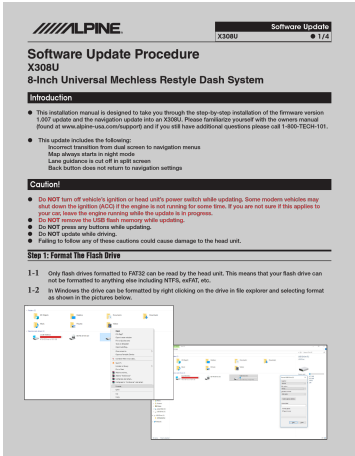 ALPINE
Software Update
X308U ● 1/4
Software Update Procedure
X308U
8-Inch Universal Mechless Restyle Dash System
Introduction
● This installation manual is designed to take you through the step-by-step installation of the firmware version
1.007 update and the navigation update into an X308U. Please familiarize yourself with the owners manual
(found at www.alpine-usa.com/support) and if you still have additional questions please call 1-800-TECH-101.
● This update includes the following:
Incorrect transition from dual screen to navigation menus
Map always starts in night mode
Lane guidance is cut off in split screen
Back button does not return to navigation settings
Caution!
● Do NOT turn off vehicle's ignition or head unit's power switch while updating. Some modern vehicles may
shut down the ignition (ACC) if the engine is not running for some time. If you are not sure if this applies to
your car, leave the engine running while the update is in progress.
● Do NOT remove the USB flash memory while updating.
● Do NOT press any buttons while updating.
● Do NOT update while driving.
● Failing to follow any of these cautions could cause damage to the head unit.
Step 1: Format The Flash Drive
1-1 Only flash drives formatted to FAT32 can be read by the head unit. This means that your flash drive can
not be formatted to anything else including NTFS, exFAT, etc.
1-2 In Windows the drive can be formatted by right clicking on the drive in file explorer and selecting format
as shown in the pictures below.